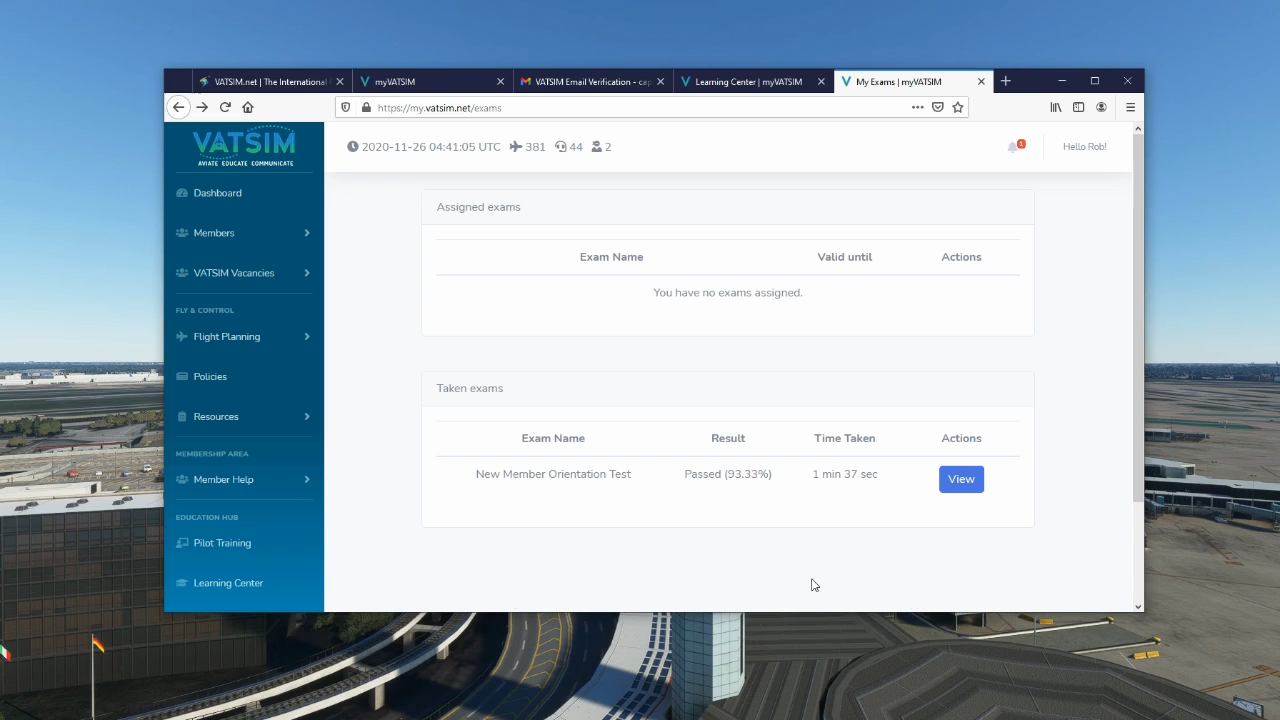 VATSIM.net | The International
myVATSIM
VATSIM Email Verification - cap
Learning Center | myVATSIM
My Exams | myVATSIM
https://my.vatsim.net/exams
VATSIM
AVIATE EDUCATE COMMUNICATE
2020-11-26 04:41:05 UTC 381 44 2
1
Hello Rob!
Dashboard
Members
VATSIM Vacancies
FLY & CONTROL
Flight Planning
Policies
Resources
MEMBERSHIP AREA
Member Help
EDUCATION HUB
Pilot Training
Learning Center
Assigned exams
Exam Name Valid until Actions
You have no exams assigned.
Taken exams
Exam Name Result Time Taken Actions
New Member Orientation Test Passed (93.33%) 1 min 37 sec View